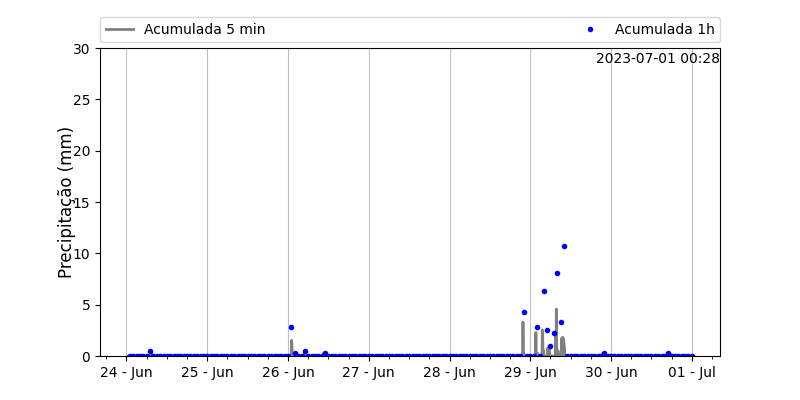 Acumulada 5 min
Acumulada 1h
2023-07-01 00:28
Precipitação (mm)
30
25
20
15
10
5
0
24 - Jun
25 - Jun
26 - Jun
27 - Jun
28 - Jun
29 - Jun
30 - Jun
01 - Jul